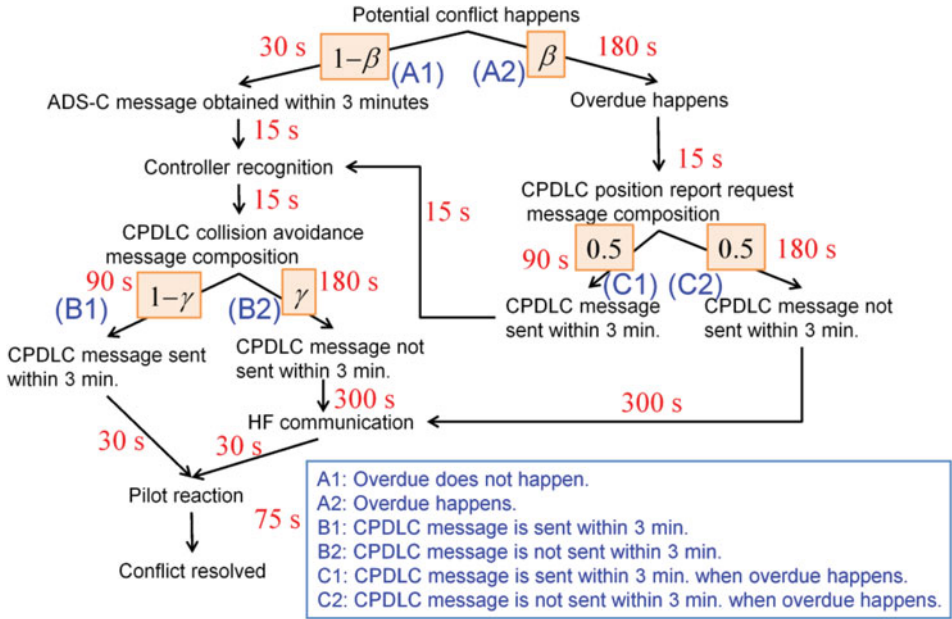 Potential conflict happens
30 s
1−β
(A1)
(A2)
β
180 s
ADS-C message obtained within 3 minutes
Overdue happens
15 s
15 s
Controller recognition
15 s
15 s
CPDLC position report request
message composition
CPDLC collision avoidance
message composition
90 s
0.5
(C1)
(C2)
0.5
180 s
90 s
(B1)
1−γ
(B2)
γ
180 s
CPDLC message
sent within 3 min.
CPDLC message not
sent within 3 min.
CPDLC message sent
within 3 min.
CPDLC message not
sent within 3 min.
300 s
300 s
HF communication
30 s
30 s
Pilot reaction
75 s
Conflict resolved
A1: Overdue does not happen.
A2: Overdue happens.
B1: CPDLC message is sent within 3 min.
B2: CPDLC message is not sent within 3 min.
C1: CPDLC message is sent within 3 min. when overdue happens.
C2: CPDLC message is not sent within 3 min. when overdue happens.